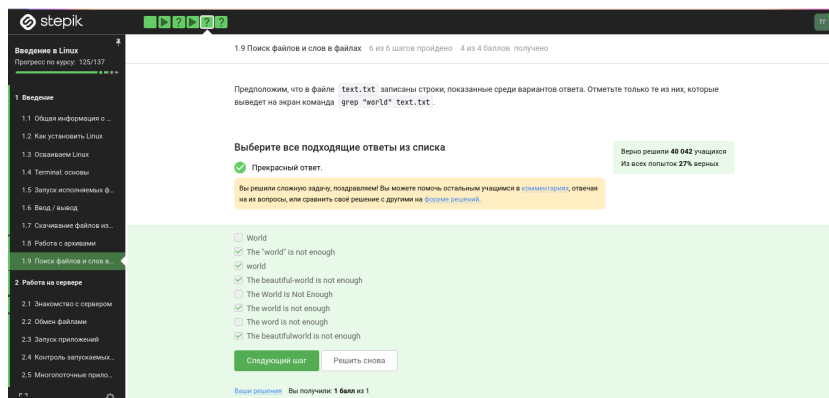 stepik
?
?
?
ТГ
Введение в Linux
Прогресс по курсу: 125/137
1 Введение
1.1 Общая информация о ...
1.2 Как установить Linux
1.3 Осваиваем Linux
1.4 Terminal: основы
1.5 Запуск исполняемых ф...
1.6 Ввод / вывод
1.7 Скачивание файлов из...
1.8 Работа с архивами
1.9 Поиск файлов и слов в...
2 Работа на сервере
2.1 Знакомство с сервером
2.2 Обмен файлами
2.3 Запуск приложений
2.4 Контроль запускаемых...
2.5 Многопоточные прило...
1.9 Поиск файлов и слов в файлах 6 из 6 шагов пройдено 4 из 4 баллов получено
Предположим, что в файле text.txt записаны строки, показанные среди вариантов ответа. Отметьте только те из них, которые
выведет на экран команда grep "world" text.txt.
Выберите все подходящие ответы из списка
Прекрасный ответ.
Верно решили 40 042 учащихся
Из всех попыток 27% верных
Вы решили сложную задачу, поздравляем! Вы можете помочь остальным учащимся в комментариях, отвечая
на их вопросы, или сравнить своё решение с другими на форуме решений.
World
The "world" is not enough
world
The beautiful-world is not enough
The World Is Not Enough
The world is not enough
The word is not enough
The beautifulworld is not enough
Следующий шаг
Решить снова
Ваши решения Вы получили: 1 балл из 1